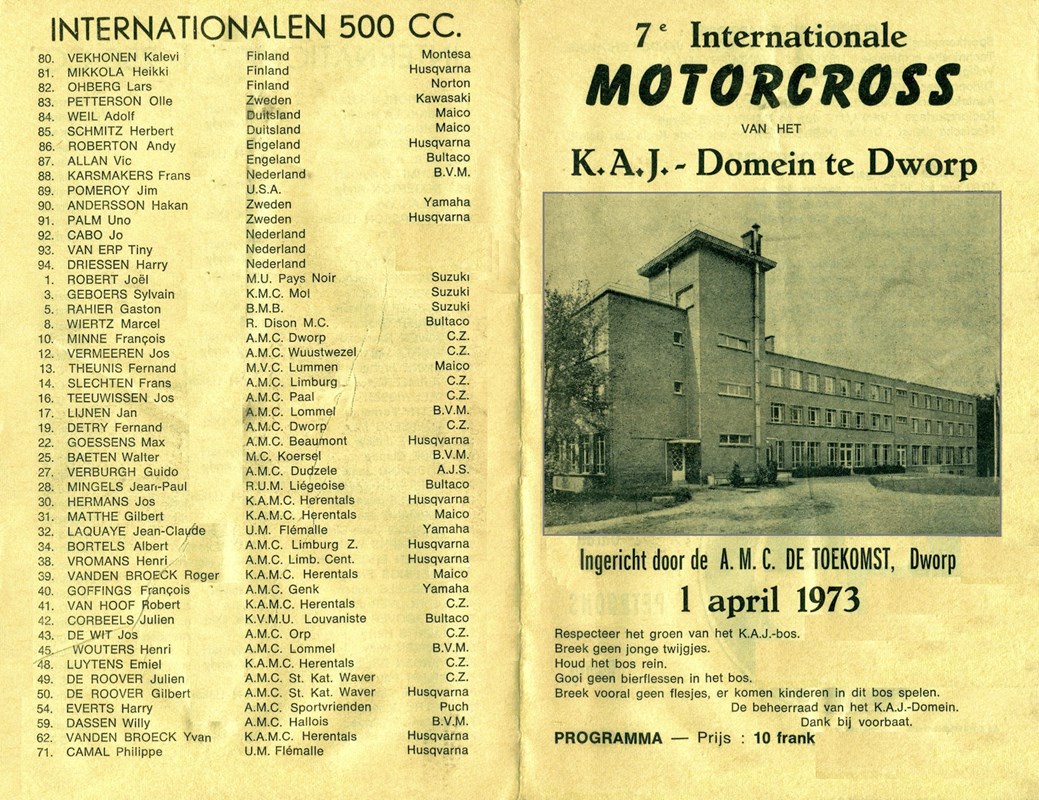 INTERNATIONALEN 500 CC.
80. VEKHONEN Kalevi Finland Montesa
81. MIKKOLA Heikki Finland Husqvarna
82. OHBERG Lars Finland Norton
83. PETTERSON Olle Zweden Kawasaki
84. WEIL Adolf Duitsland Maico
85. SCHMITZ Herbert Duitsland Maico
86. ROBERTON Andy Engeland Husqvarna
87. ALLAN Vic Engeland Bultaco
88. KARSMAKERS Frans Nederland B.V.M.
89. POMEROY Jim U.S.A.
90. ANDERSSON Hakan Zweden Yamaha
91. PALM Uno Zweden Husqvarna
92. CABO Jo Nederland
93. VAN ERP Tiny Nederland
94. DRIESSEN Harry Nederland
1. ROBERT Joël M.U. Pays Noir Suzuki
3. GEBOERS Sylvain K.M.C. Mol Suzuki
5. RAHIER Gaston B.M.B. Suzuki
8. WIERTZ Marcel R. Dison M.C. Bultaco
10. MINNE François A.M.C. Dworp C.Z.
12. VERMEEREN Jos A.M.C. Wuustwezel C.Z.
13. THEUNIS Fernand M.V.C. Lummen Maico
14. SLECHTEN Frans A.M.C. Limburg C.Z.
16. TEEUWISSEN Jos A.M.C. Paal C.Z.
17. LIJNEN Jan A.M.C. Lommel B.V.M.
19. DETRY Fernand A.M.C. Dworp C.Z.
22. GOESSENS Max A.M.C. Beaumont Husqvarna
25. BAETEN Walter M.C. Koersel B.V.M.
27. VERBURGH Guido A.M.C. Dudzele A.J.S.
28. MINGELS Jean-Paul R.U.M. Liégeoise Bultaco
30. HERMANS Jos K.A.M.C. Herentals Husqvarna
31. MATTHE Gilbert K.A.M.C. Herentals Maico
32. LAQUAYE Jean-Claude U.M. Flémalle Yamaha
34. BORTELS Albert A.M.C. Limburg Z. Husqvarna
38. VROMANS Henri A.M.C. Limb. Cent. Husqvarna
39. VANDEN BROECK Roger K.A.M.C. Herentals Maico
40. GOFFINGS François A.M.C. Genk Yamaha
41. VAN HOOF Robert K.A.M.C. Herentals C.Z.
42. CORBEELS Julien K.V.M.U. Louvaniste Bultaco
43. DE WIT Jos A.M.C. Orp C.Z.
45. WOUTERS Henri A.M.C. Lommel B.V.M.
48. LUYTENS Emiel K.A.M.C. Herentals C.Z.
49. DE ROOVER Julien A.M.C. St. Kat. Waver C.Z.
50. DE ROOVER Gilbert A.M.C. St. Kat. Waver Husqvarna
54. EVERTS Harry A.M.C. Sportvrienden Puch
59. DASSEN Willy A.M.C. Hallois B.V.M.
62. VANDEN BROECK Yvan K.A.M.C. Herentals Husqvarna
71. CAMAL Philippe U.M. Flémalle Husqvarna
7e Internationale
MOTORCROSS
VAN HET
K.A.J. - Domein te Dworp
Ingericht door de A. M. C. DE TOEKOMST, Dworp
1 april 1973
Respecteer het groen van het K.A.J.-bos.
Breek geen jonge twijgjes.
Houd het bos rein.
Gooi geen bierflessen in het bos.
Breek vooral geen flesjes, er komen kinderen in dit bos spelen.
De beheerraad van het K.A.J.-Domein.
Dank bij voorbaat.
PROGRAMMA — Prijs : 10 frank